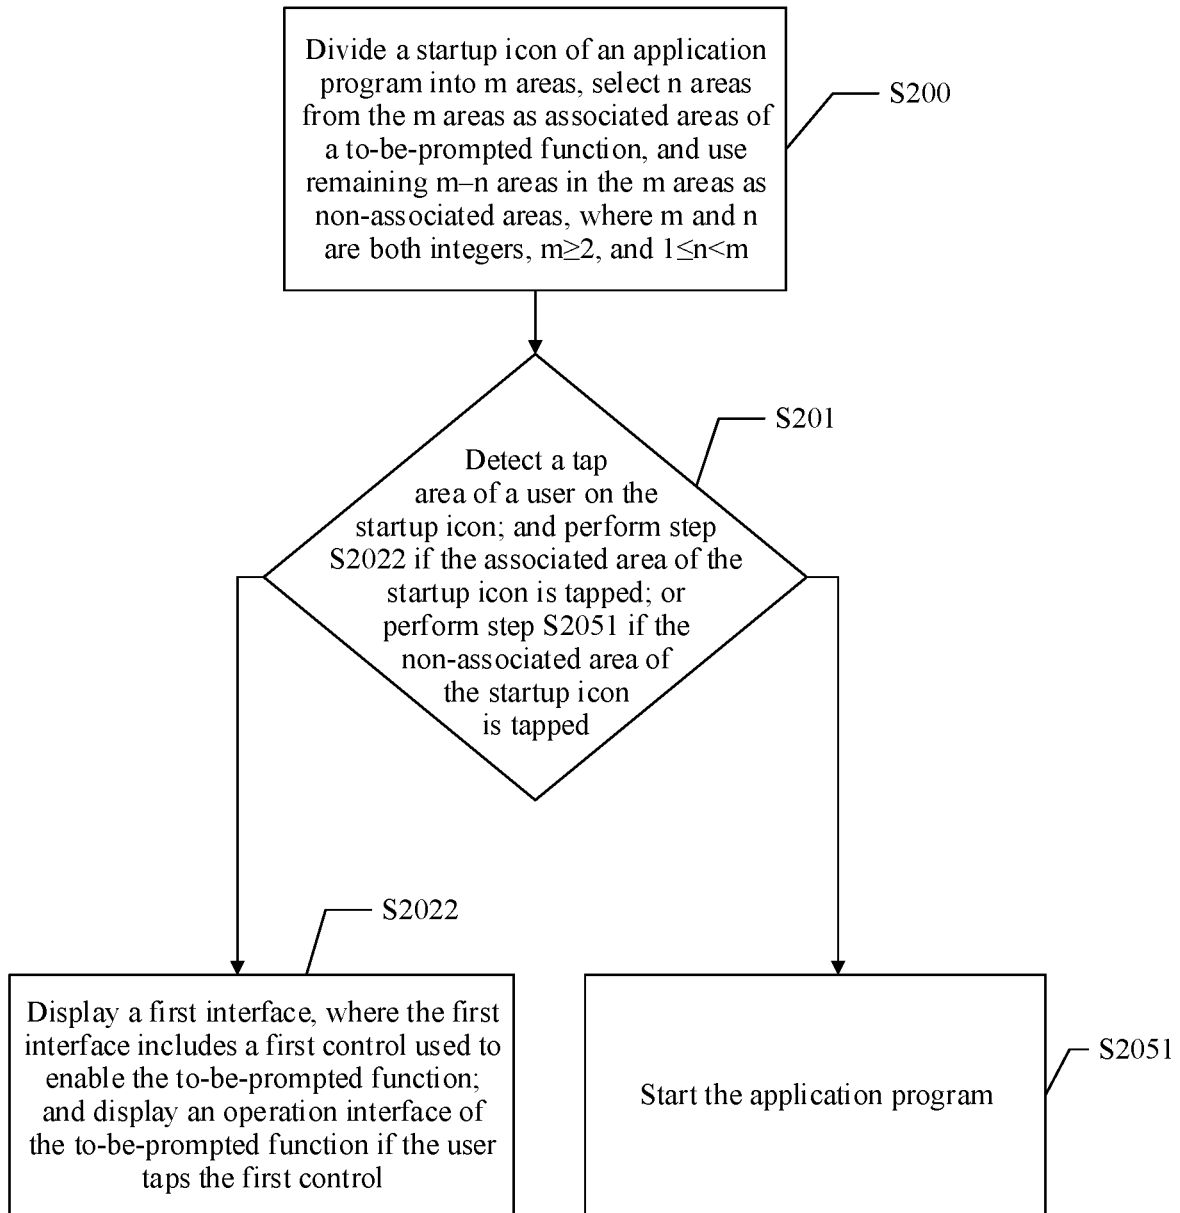 Divide a startup icon of an application
program into m areas, select n areas
from the m areas as associated areas of
a to-be-prompted function, and use
remaining m–n areas in the m areas as
non-associated areas, where m and n
are both integers, m≥2, and 1≤n<m
S200
S201
Detect a tap
area of a user on the
startup icon; and perform step
S2022 if the associated area of the
startup icon is tapped; or
perform step S2051 if the
non-associated area of
the startup icon
is tapped
S2022
Display a first interface, where the first
interface includes a first control used to
enable the to-be-prompted function;
and display an operation interface of
the to-be-prompted function if the user
taps the first control
S2051
Start the application program